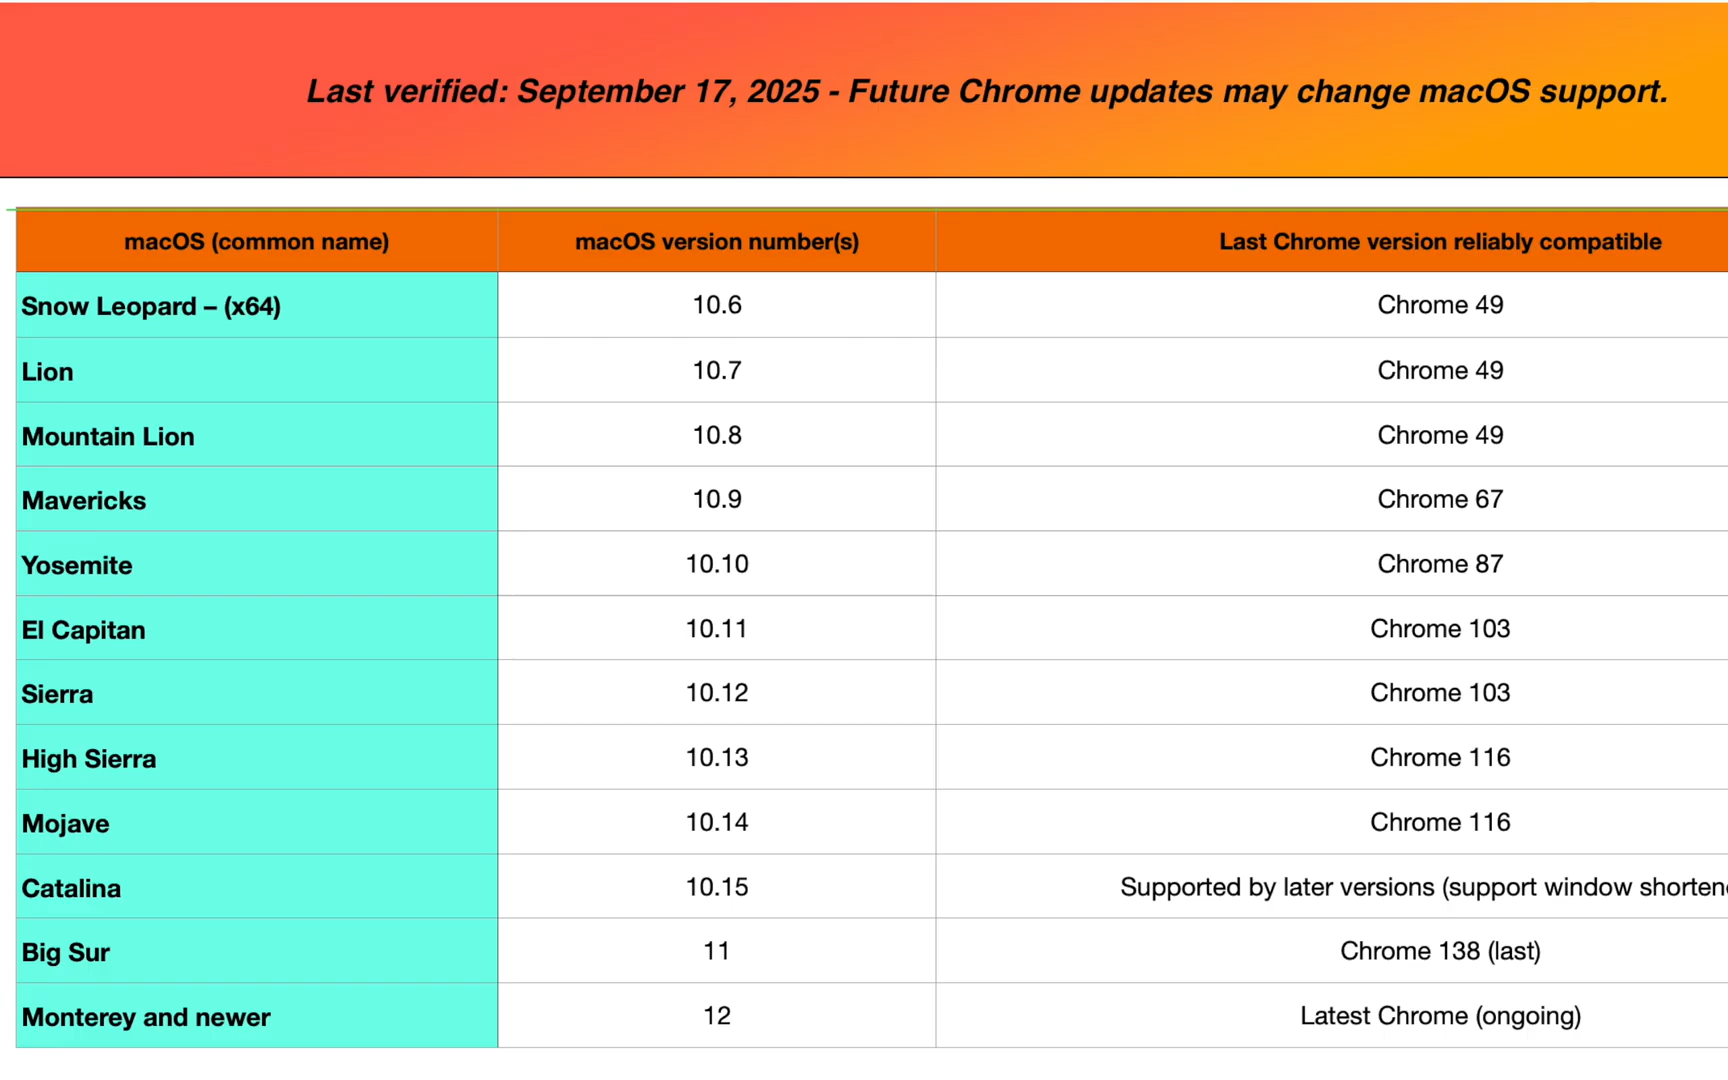 Last verified: September 17, 2025 - Future Chrome updates may change macOS support.
macOS (common name) macOS version number(s) Last Chrome version reliably compatible
Snow Leopard – (x64) 10.6 Chrome 49
Lion 10.7 Chrome 49
Mountain Lion 10.8 Chrome 49
Mavericks 10.9 Chrome 67
Yosemite 10.10 Chrome 87
El Capitan 10.11 Chrome 103
Sierra 10.12 Chrome 103
High Sierra 10.13 Chrome 116
Mojave 10.14 Chrome 116
Catalina 10.15 Supported by later versions (support window
Big Sur 11 Chrome 138 (last)
Monterey and newer 12 Latest Chrome (ongoing)